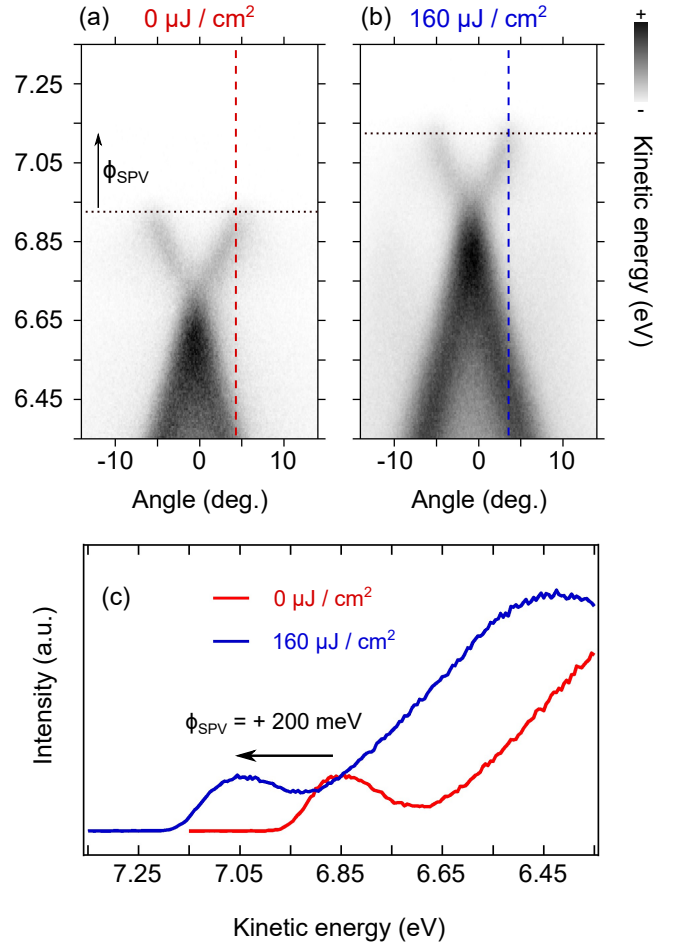 (a) 0 μJ / cm² (b) 160 μJ / cm²
+
-
7.25
7.05
6.85
6.65
6.45
ϕSPV
Kinetic energy (eV)
-10 0 10 -10 0 10
Angle (deg.) Angle (deg.)
(c)
0 μJ / cm²
160 μJ / cm²
ϕSPV = + 200 meV
Intensity (a.u.)
7.25 7.05 6.85 6.65 6.45
Kinetic energy (eV)